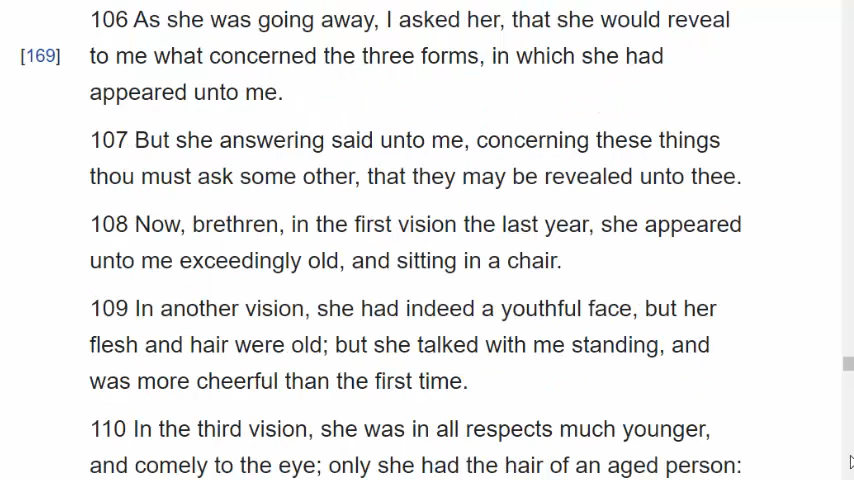 106 As she was going away, I asked her, that she would reveal
[169] to me what concerned the three forms, in which she had
appeared unto me.
107 But she answering said unto me, concerning these things
thou must ask some other, that they may be revealed unto thee.
108 Now, brethren, in the first vision the last year, she appeared
unto me exceedingly old, and sitting in a chair.
109 In another vision, she had indeed a youthful face, but her
flesh and hair were old; but she talked with me standing, and
was more cheerful than the first time.
110 In the third vision, she was in all respects much younger,
and comely to the eye; only she had the hair of an aged person: